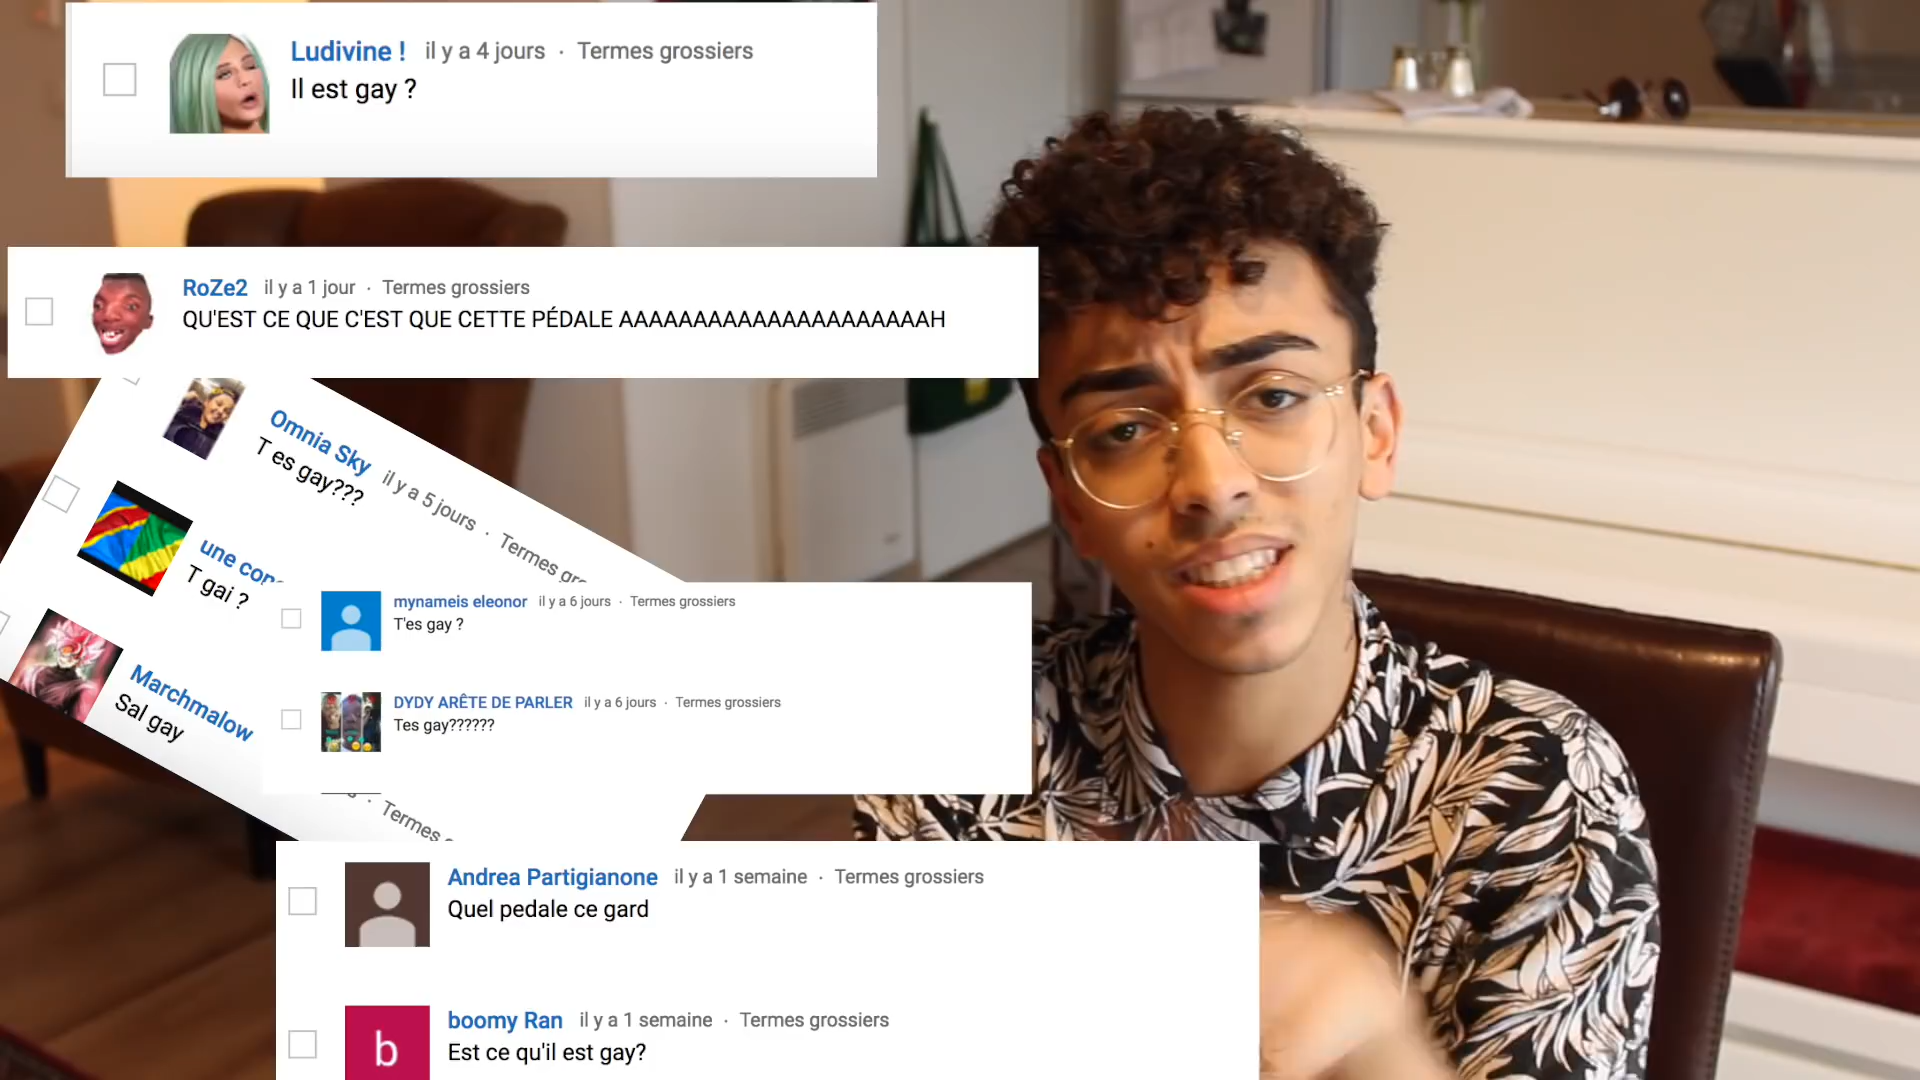 Ludivine ! il y a 4 jours · Termes grossiers
Il est gay ?
RoZe2 il y a 1 jour · Termes grossiers
QU'EST CE QUE C'EST QUE CETTE PÉDALE AAAAAAAAAAAAAAAAAAAAAH
Omnia Sky il y a 5 jours · Termes
T es gay???
une
T gai ?
Marchmalow
Sal gay
Termes
mynameis eleonor il y a 6 jours · Termes grossiers
T'es gay ?
DYDY ARÊTE DE PARLER il y a 6 jours · Termes grossiers
Tes gay??????
Andrea Partigianone il y a 1 semaine · Termes grossiers
Quel pedale ce gard
b
boomy Ran il y a 1 semaine · Termes grossiers
Est ce qu'il est gay?